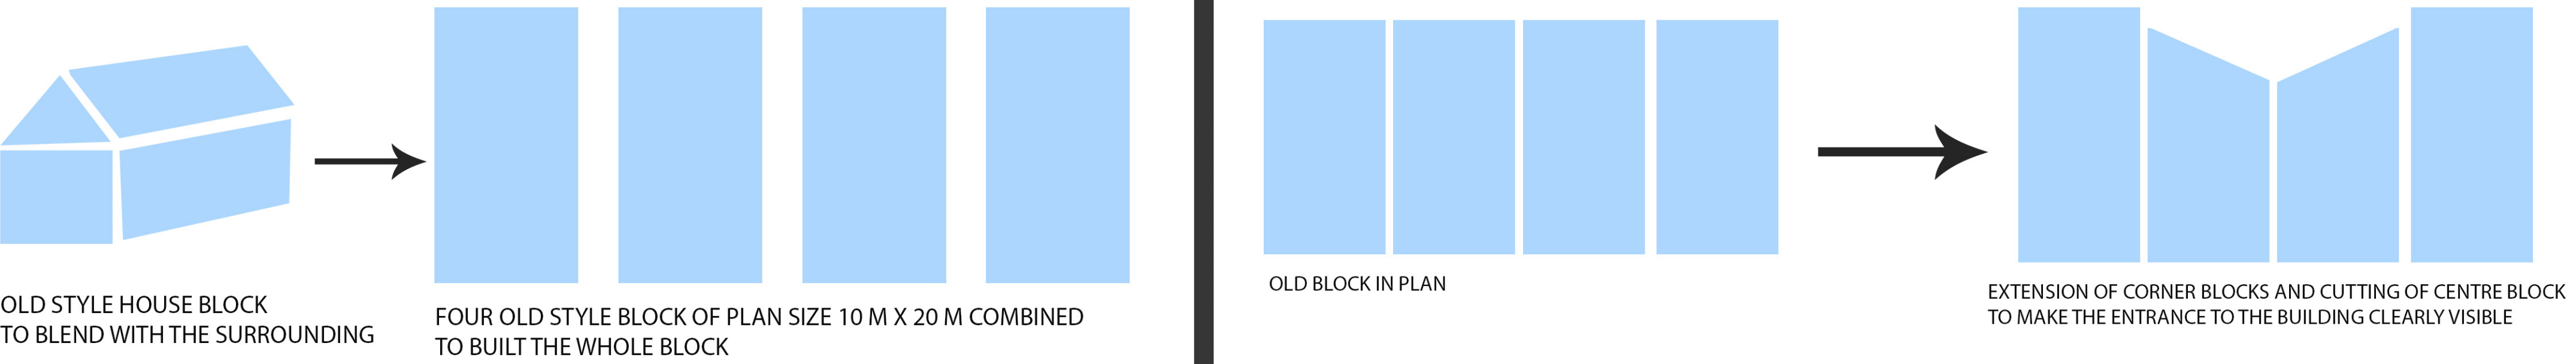 OLD STYLE HOUSE BLOCK
TO BLEND WITH THE SURROUNDING
FOUR OLD STYLE BLOCK OF PLAN SIZE 10 M X 20 M COMBINED
TO BUILT THE WHOLE BLOCK
OLD BLOCK IN PLAN
EXTENSION OF CORNER BLOCKS AND CUTTING OF CENTRE BLOCK
TO MAKE THE ENTRANCE TO THE BUILDING CLEARLY VISIBLE